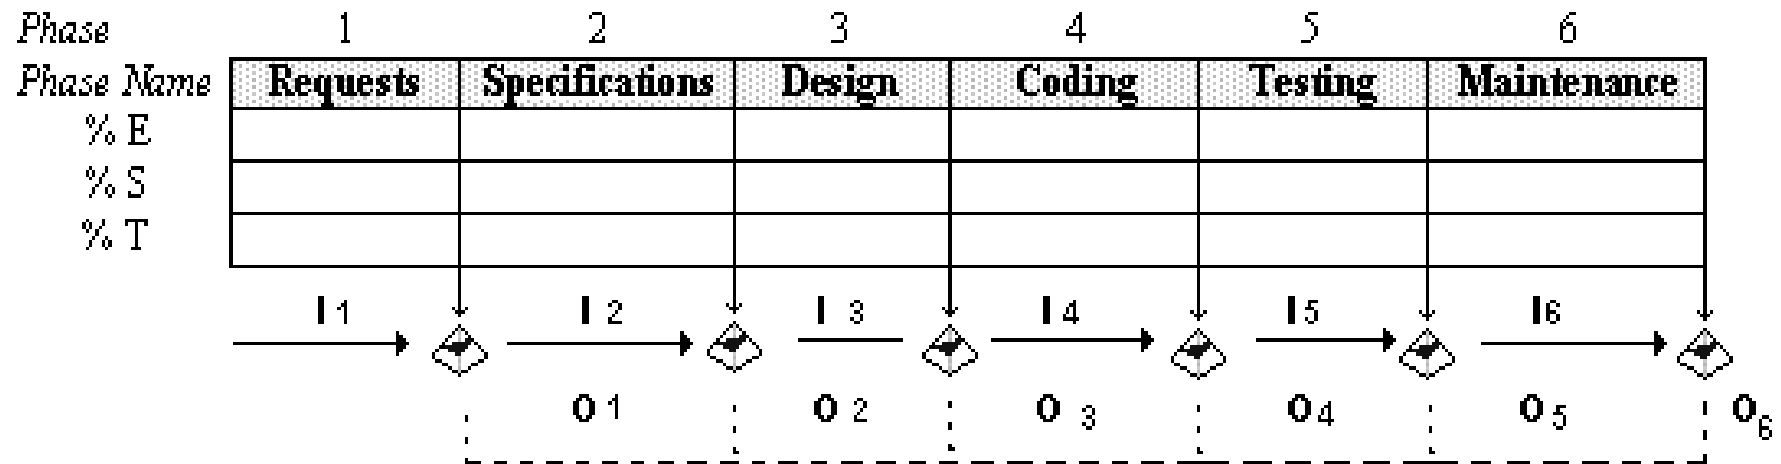 Phase 1 2 3 4 5 6
Phase Name Requests Specifications Design Coding Testing Maintenance
% E
% S
% T
I1 I2 I3 I4 I5 I6
O1 O2 O3 O4 O5 O6